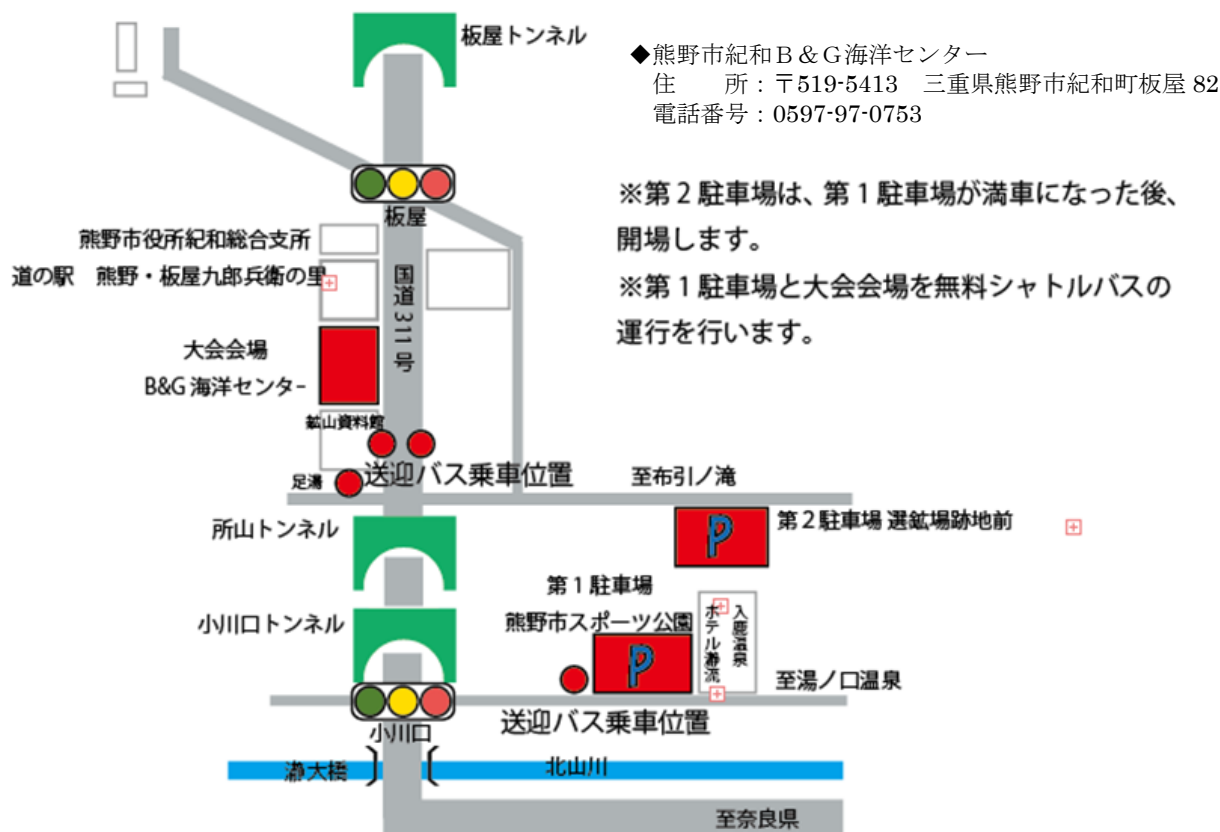 板屋トンネル
◆熊野市紀和B&G海洋センター
住　　所：〒519-5413　三重県熊野市紀和町板屋 82
電話番号：0597-97-0753
板屋
※第2駐車場は、第1駐車場が満車になった後、
開場します。
※第1駐車場と大会会場を無料シャトルバスの
運行を行います。
熊野市役所紀和総合支所
道の駅　熊野・板屋九郎兵衛の里
国道311号
大会会場
B&G 海洋センター
鉱山資料館
送迎バス乗車位置
足湯
至布引ノ滝
所山トンネル
第2駐車場 選鉱場跡地前
P
第1駐車場
熊野市スポーツ公園
P
入鹿温泉
ホテル瀞流
小川口トンネル
至湯ノ口温泉
送迎バス乗車位置
小川口
瀞大橋
北山川
至奈良県